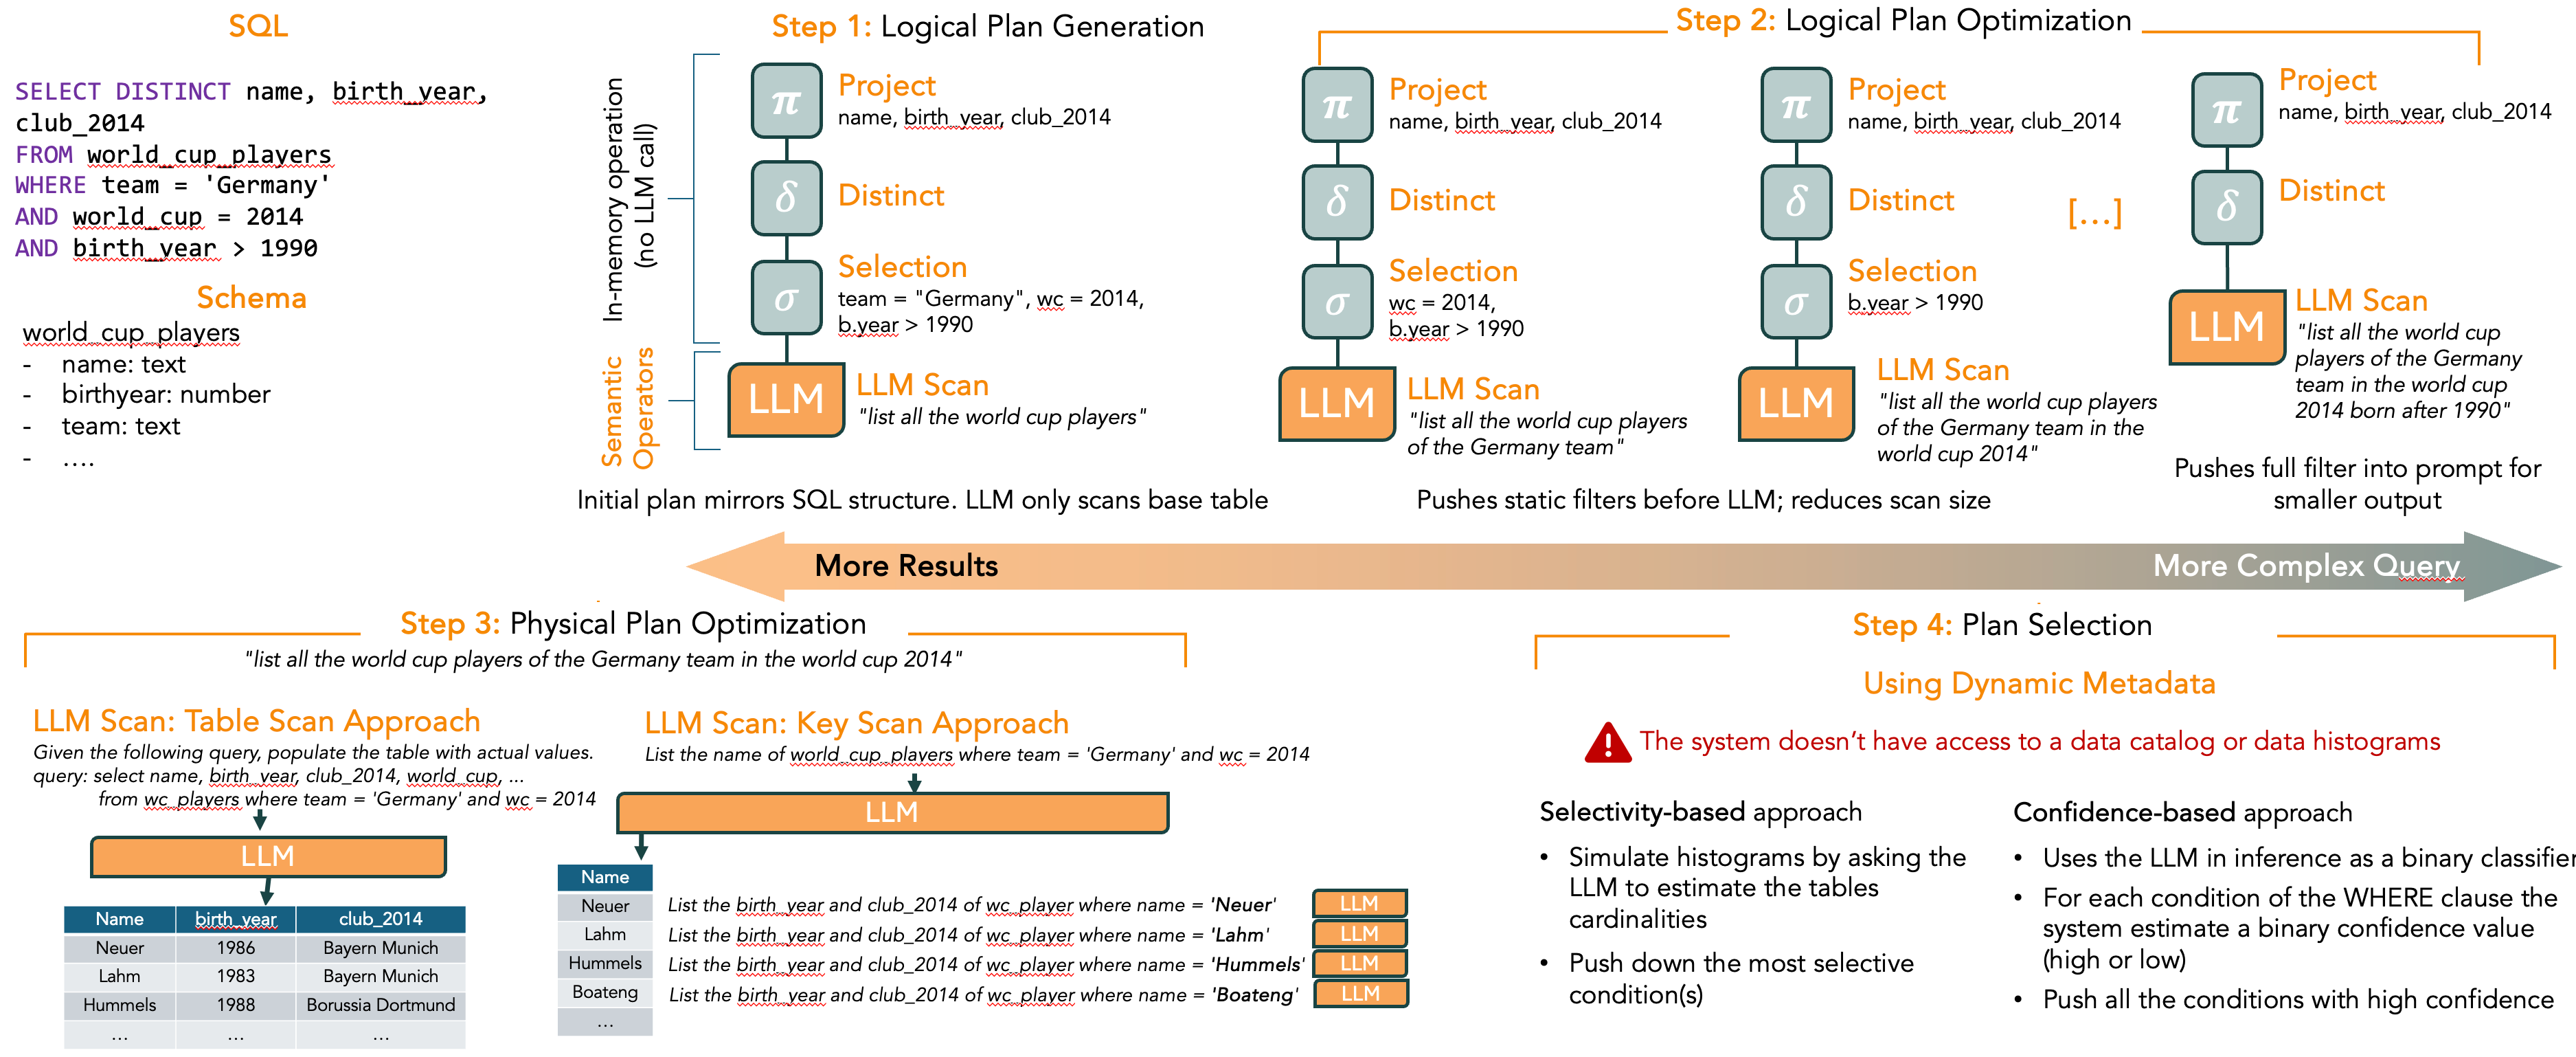 SQL
SELECT DISTINCT name, birth_year,
club_2014
FROM world_cup_players
WHERE team = 'Germany'
AND world_cup = 2014
AND birth_year > 1990
Schema
world_cup_players
- name: text
- birthyear: number
- team: text
- ….
Step 1: Logical Plan Generation
In-memory operation
(no LLM call)
Semantic
Operators
π
Project
name, birth_year, club_2014
δ
Distinct
σ
Selection
team = "Germany", wc = 2014,
b.year > 1990
LLM
LLM Scan
"list all the world cup players"
Initial plan mirrors SQL structure. LLM only scans base table
Step 2: Logical Plan Optimization
π
Project
name, birth_year, club_2014
δ
Distinct
σ
Selection
wc = 2014,
b.year > 1990
LLM
LLM Scan
"list all the world cup players
of the Germany team"
π
Project
name, birth_year, club_2014
δ
Distinct
σ
Selection
b.year > 1990
LLM
LLM Scan
"list all the world cup players
of the Germany team in the
world cup 2014"
Pushes static filters before LLM; reduces scan size
[…]
π
Project
name, birth_year, club_2014
δ
Distinct
LLM
LLM Scan
"list all the world cup
players of the Germany
team in the world cup
2014 born after 1990"
Pushes full filter into prompt for
smaller output
More Results
More Complex Query
Step 3: Physical Plan Optimization
"list all the world cup players of the Germany team in the world cup 2014"
LLM Scan: Table Scan Approach
Given the following query, populate the table with actual values.
query: select name, birth_year, club_2014, world_cup, ...
from wc_players where team = 'Germany' and wc = 2014
LLM
Name birth_year club_2014
Neuer 1986 Bayern Munich
Lahm 1983 Bayern Munich
Hummels 1988 Borussia Dortmund
… … …
LLM Scan: Key Scan Approach
List the name of world_cup_players where team = 'Germany' and wc = 2014
LLM
Name
Neuer List the birth_year and club_2014 of wc_player where name = 'Neuer' LLM
Lahm List the birth_year and club_2014 of wc_player where name = 'Lahm' LLM
Hummels List the birth_year and club_2014 of wc_player where name = 'Hummels' LLM
Boateng List the birth_year and club_2014 of wc_player where name = 'Boateng' LLM
…
Step 4: Plan Selection
Using Dynamic Metadata
! The system doesn't have access to a data catalog or data histograms
Selectivity-based approach
• Simulate histograms by asking the
LLM to estimate the tables
cardinalities
• Push down the most selective
condition(s)
Confidence-based approach
• Uses the LLM in inference as a binary classifier
• For each condition of the WHERE clause the
system estimate a binary confidence value
(high or low)
• Push all the conditions with high confidence